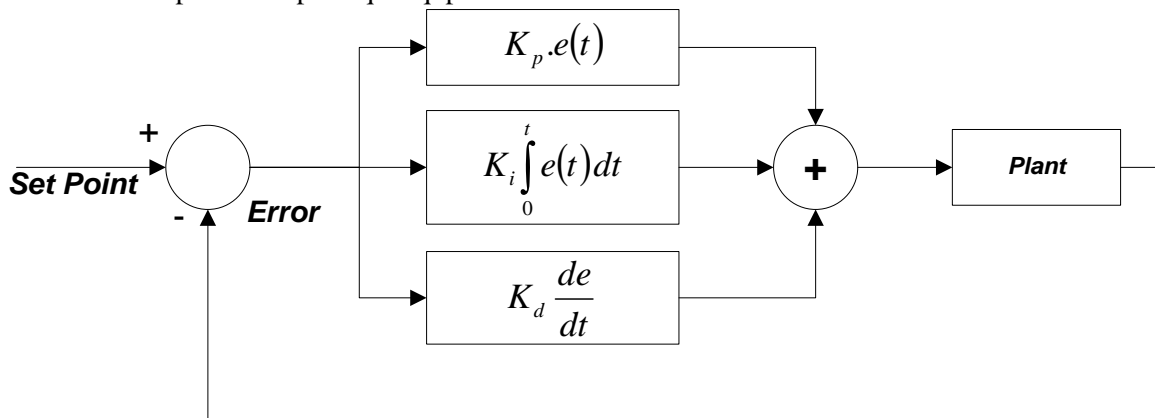 K_p.e(t)
+
K_i ∫_0^t e(t)dt
Set Point
-
Error
+
Plant
K_d de/dt